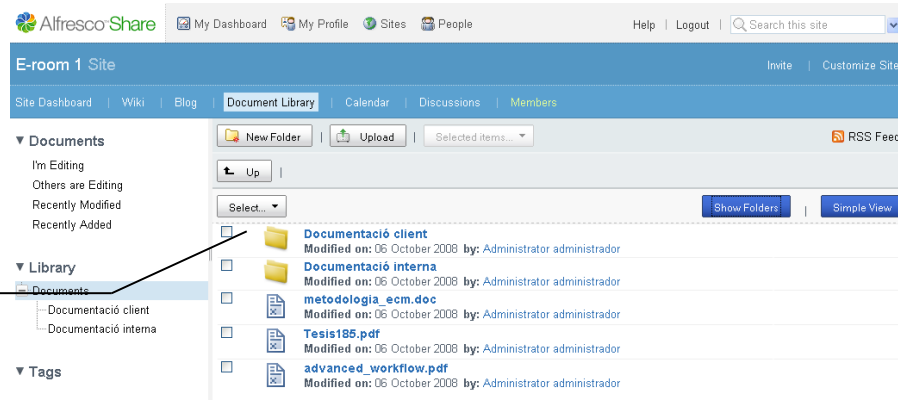 Alfresco Share My Dashboard My Profile Sites People Help | Logout | Search this site
E-room 1 Site Invite | Customize Site
Site Dashboard | Wiki | Blog | Document Library | Calendar | Discussions | Members
Documents
I'm Editing
Others are Editing
Recently Modified
Recently Added
Library
Documents
Documentació client
Documentació interna
Tags
New Folder | Upload | Selected items... RSS Feed
Up |
Select... Show Folders | Simple View
Documentació client
Modified on: 06 October 2008 by: Administrator administrador
Documentació interna
Modified on: 06 October 2008 by: Administrator administrador
metodologia_ecm.doc
Modified on: 06 October 2008 by: Administrator administrador
Tesis185.pdf
Modified on: 06 October 2008 by: Administrator administrador
advanced_workflow.pdf
Modified on: 06 October 2008 by: Administrator administrador